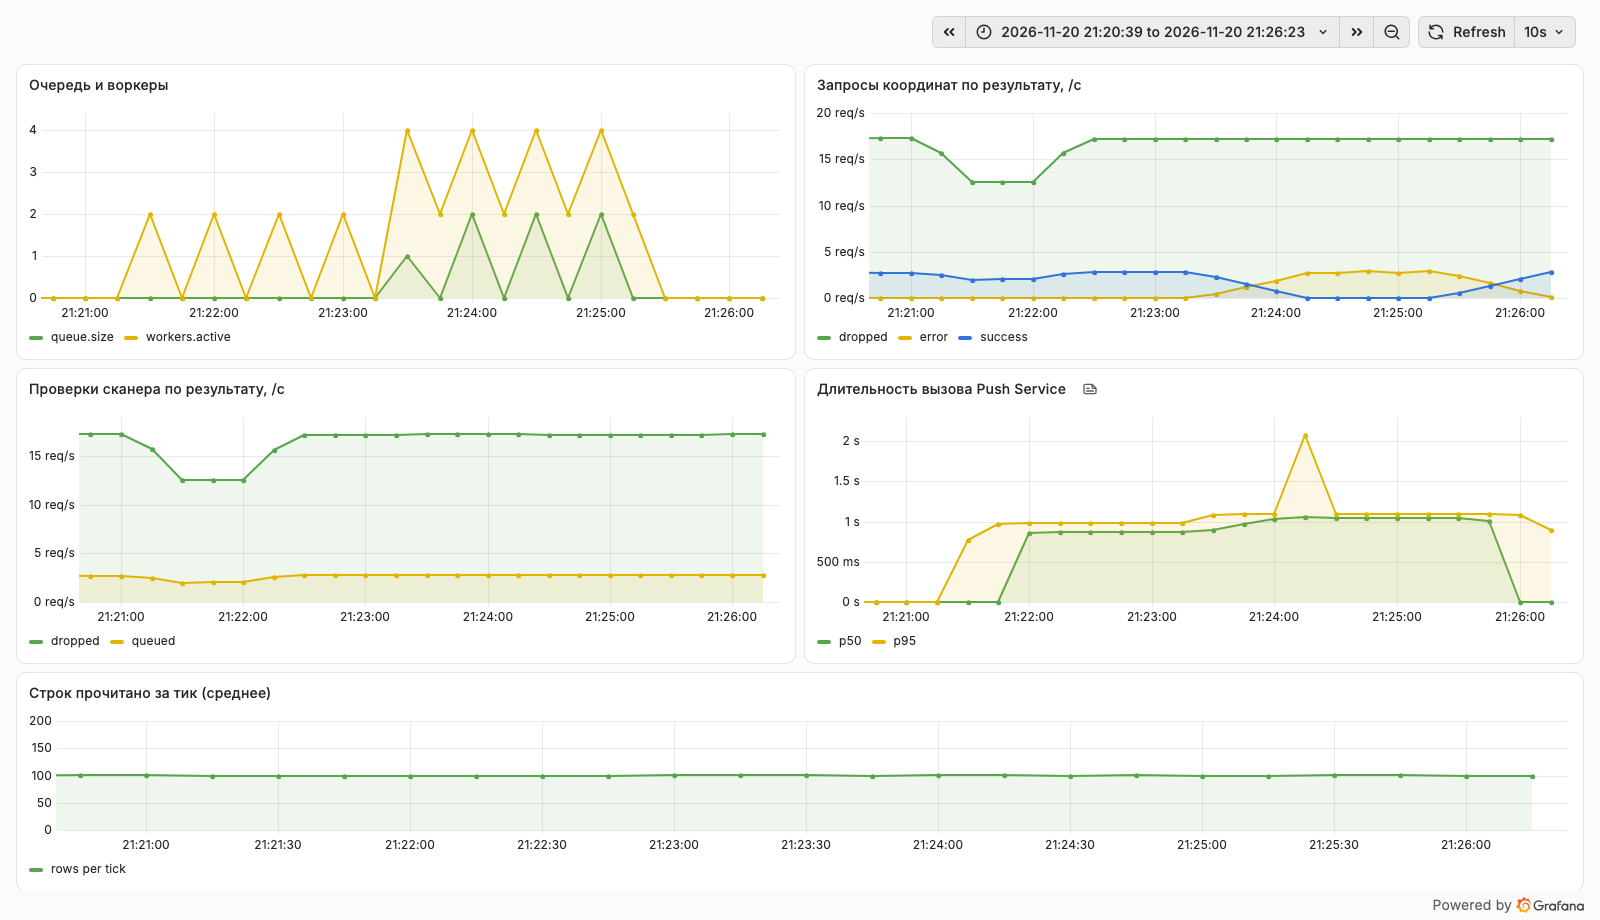 2026-11-20 21:20:39 to 2026-11-20 21:26:23
Refresh
10s
Очередь и воркеры
4
3
2
1
0
21:21:00 21:22:00 21:23:00 21:24:00 21:25:00 21:26:00
queue.size workers.active
Запросы координат по результату, /с
20 req/s
15 req/s
10 req/s
5 req/s
0 req/s
21:21:00 21:22:00 21:23:00 21:24:00 21:25:00 21:26:00
dropped error success
Проверки сканера по результату, /с
15 req/s
10 req/s
5 req/s
0 req/s
21:21:00 21:22:00 21:23:00 21:24:00 21:25:00 21:26:00
dropped queued
Длительность вызова Push Service
2 s
1.5 s
1 s
500 ms
0 s
21:21:00 21:22:00 21:23:00 21:24:00 21:25:00 21:26:00
p50 p95
Строк прочитано за тик (среднее)
200
150
100
50
0
21:21:00 21:21:30 21:22:00 21:22:30 21:23:00 21:23:30 21:24:00 21:24:30 21:25:00 21:25:30 21:26:00
rows per tick
Powered by Grafana